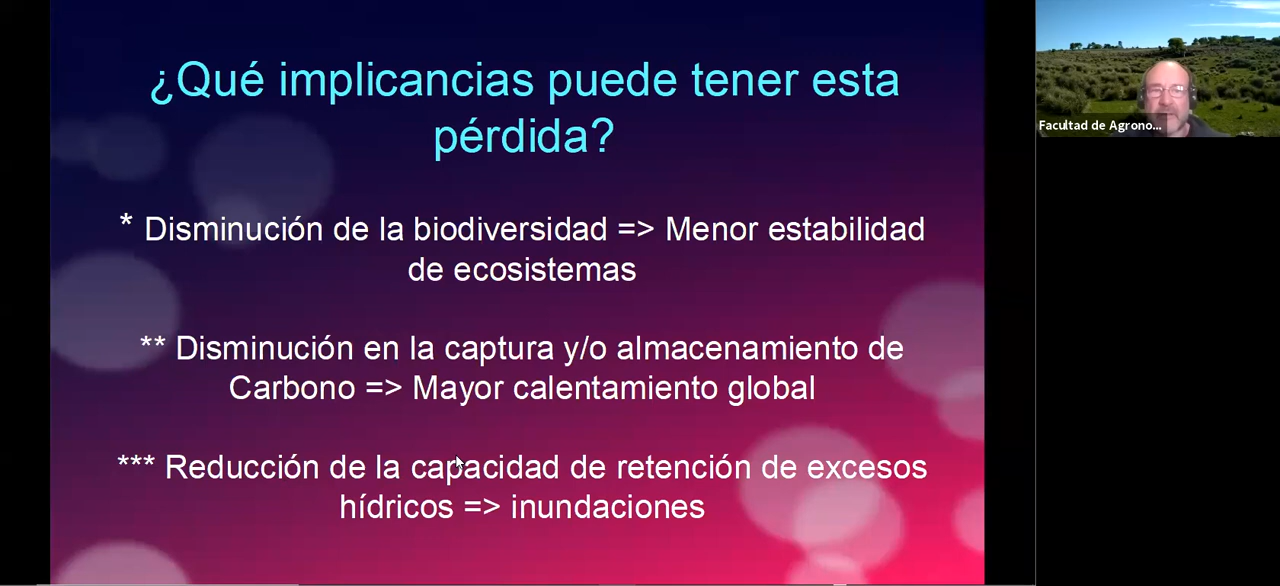 ¿Qué implicancias puede tener esta
pérdida?
* Disminución de la biodiversidad => Menor estabilidad
de ecosistemas
** Disminución en la captura y/o almacenamiento de
Carbono => Mayor calentamiento global
*** Reducción de la capacidad de retención de excesos
hídricos => inundaciones
Facultad de Agrono...